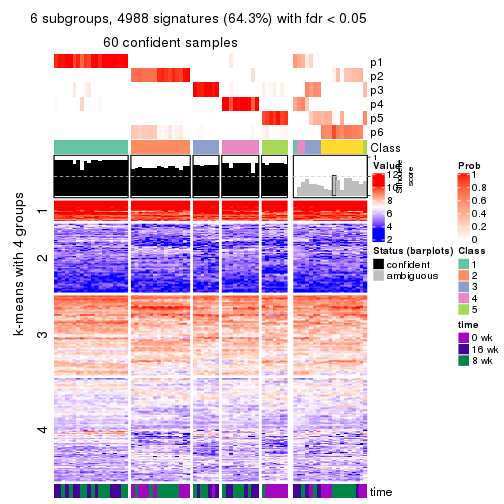 6 subgroups, 4988 signatures (64.3%) with fdr < 0.05
60 confident samples
p1
p2
p3
p4
p5
p6
Class
1
Silhouette
score
k-means with 4 groups
1
2
3
4
Value
12
6
4
2
Status (barplots)
confident
ambiguous
Prob
1
0.8
0.6
0.4
0.2
0
Class
1
2
3
4
5
time
0 wk
16 wk
8 wk
time